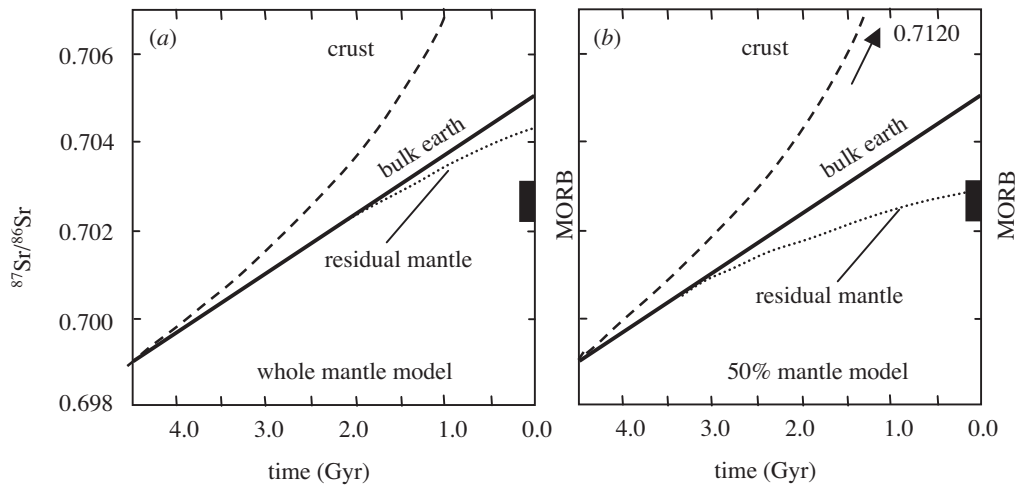 (a)
crust
bulk earth
residual mantle
whole mantle model
0.706
0.704
0.702
0.700
0.698
⁸⁷Sr/⁸⁶Sr
4.0 3.0 2.0 1.0 0.0
time (Gyr)
MORB
(b)
crust
0.7120
bulk earth
residual mantle
50% mantle model
4.0 3.0 2.0 1.0 0.0
time (Gyr)
MORB